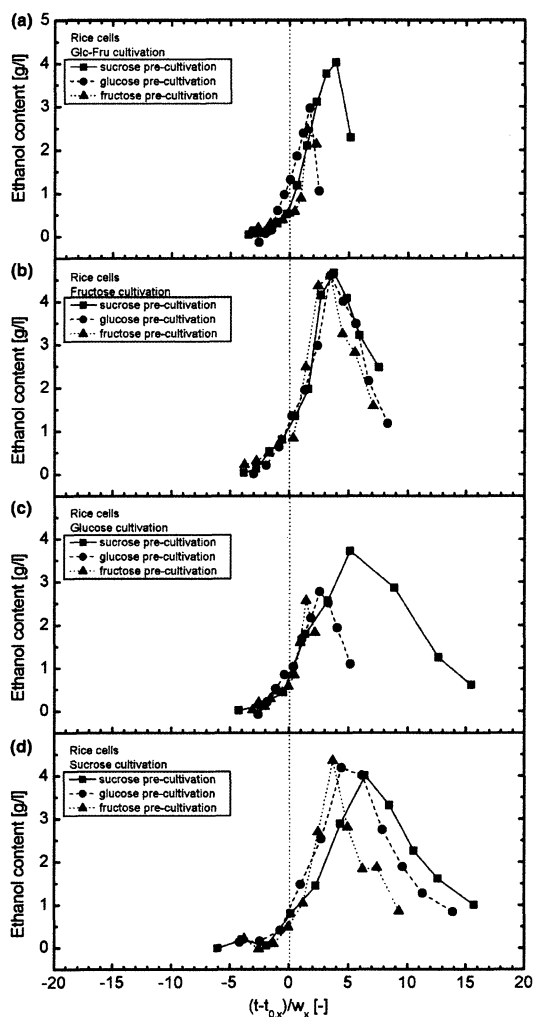 (a)
Rice cells
Glc-Fru cultivation
sucrose pre-cultivation
glucose pre-cultivation
fructose pre-cultivation
Ethanol content [g/l]
5
4
3
2
1
0
(b)
Rice cells
Fructose cultivation
sucrose pre-cultivation
glucose pre-cultivation
fructose pre-cultivation
Ethanol content [g/l]
4
3
2
1
0
(c)
Rice cells
Glucose cultivation
sucrose pre-cultivation
glucose pre-cultivation
fructose pre-cultivation
Ethanol content [g/l]
4
3
2
1
0
(d)
Rice cells
Sucrose cultivation
sucrose pre-cultivation
glucose pre-cultivation
fructose pre-cultivation
Ethanol content [g/l]
4
3
2
1
0
-20 -15 -10 -5 0 5 10 15 20
(t-t0,x)/wx [-]